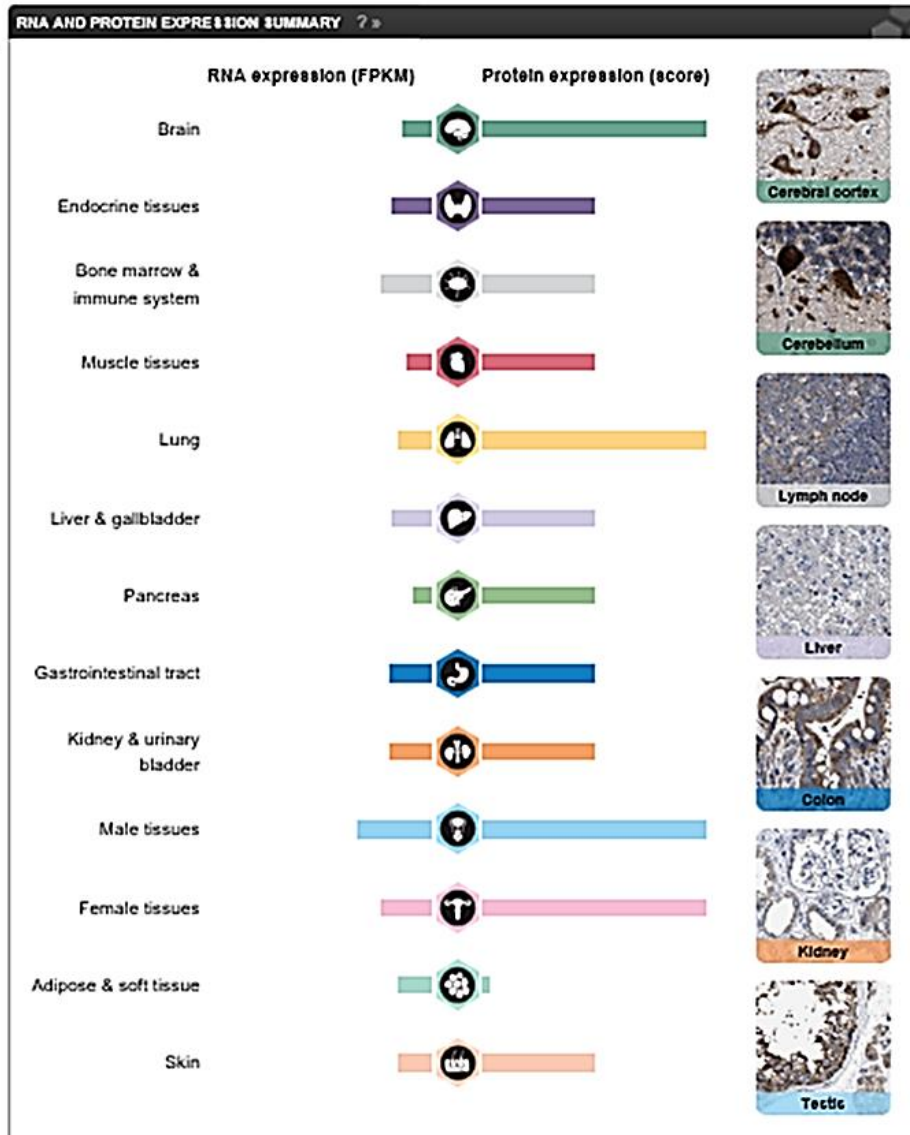 RNA AND PROTEIN EXPRESSION SUMMARY ? »
RNA expression (FPKM) Protein expression (score)
Brain
Endocrine tissues
Bone marrow &
immune system
Muscle tissues
Lung
Liver & gallbladder
Pancreas
Gastrointestinal tract
Kidney & urinary
bladder
Male tissues
Female tissues
Adipose & soft tissue
Skin
Cerebral cortex
Cerebellum
Lymph node
Liver
Colon
Kidney
Testis